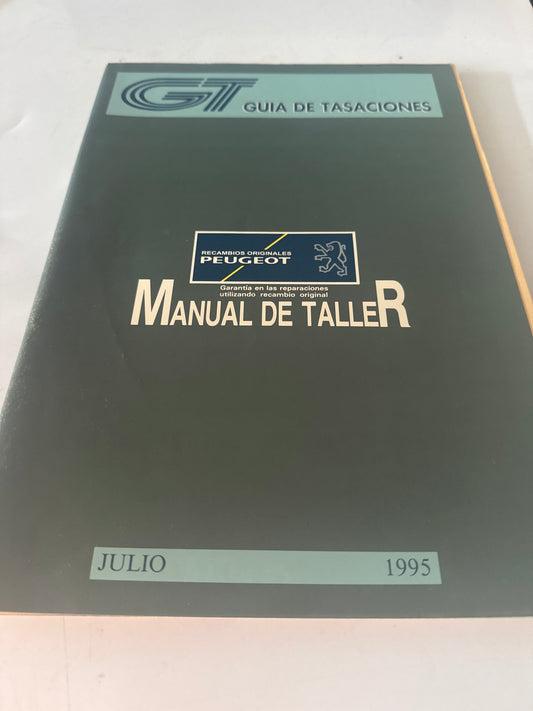 GT GUIA DE TASACIONES
RECAMBIOS ORIGINALES
PEUGEOT
Garantía en las reparaciones
utilizando recambio original
MANUAL DE TALLER
JULIO 1995